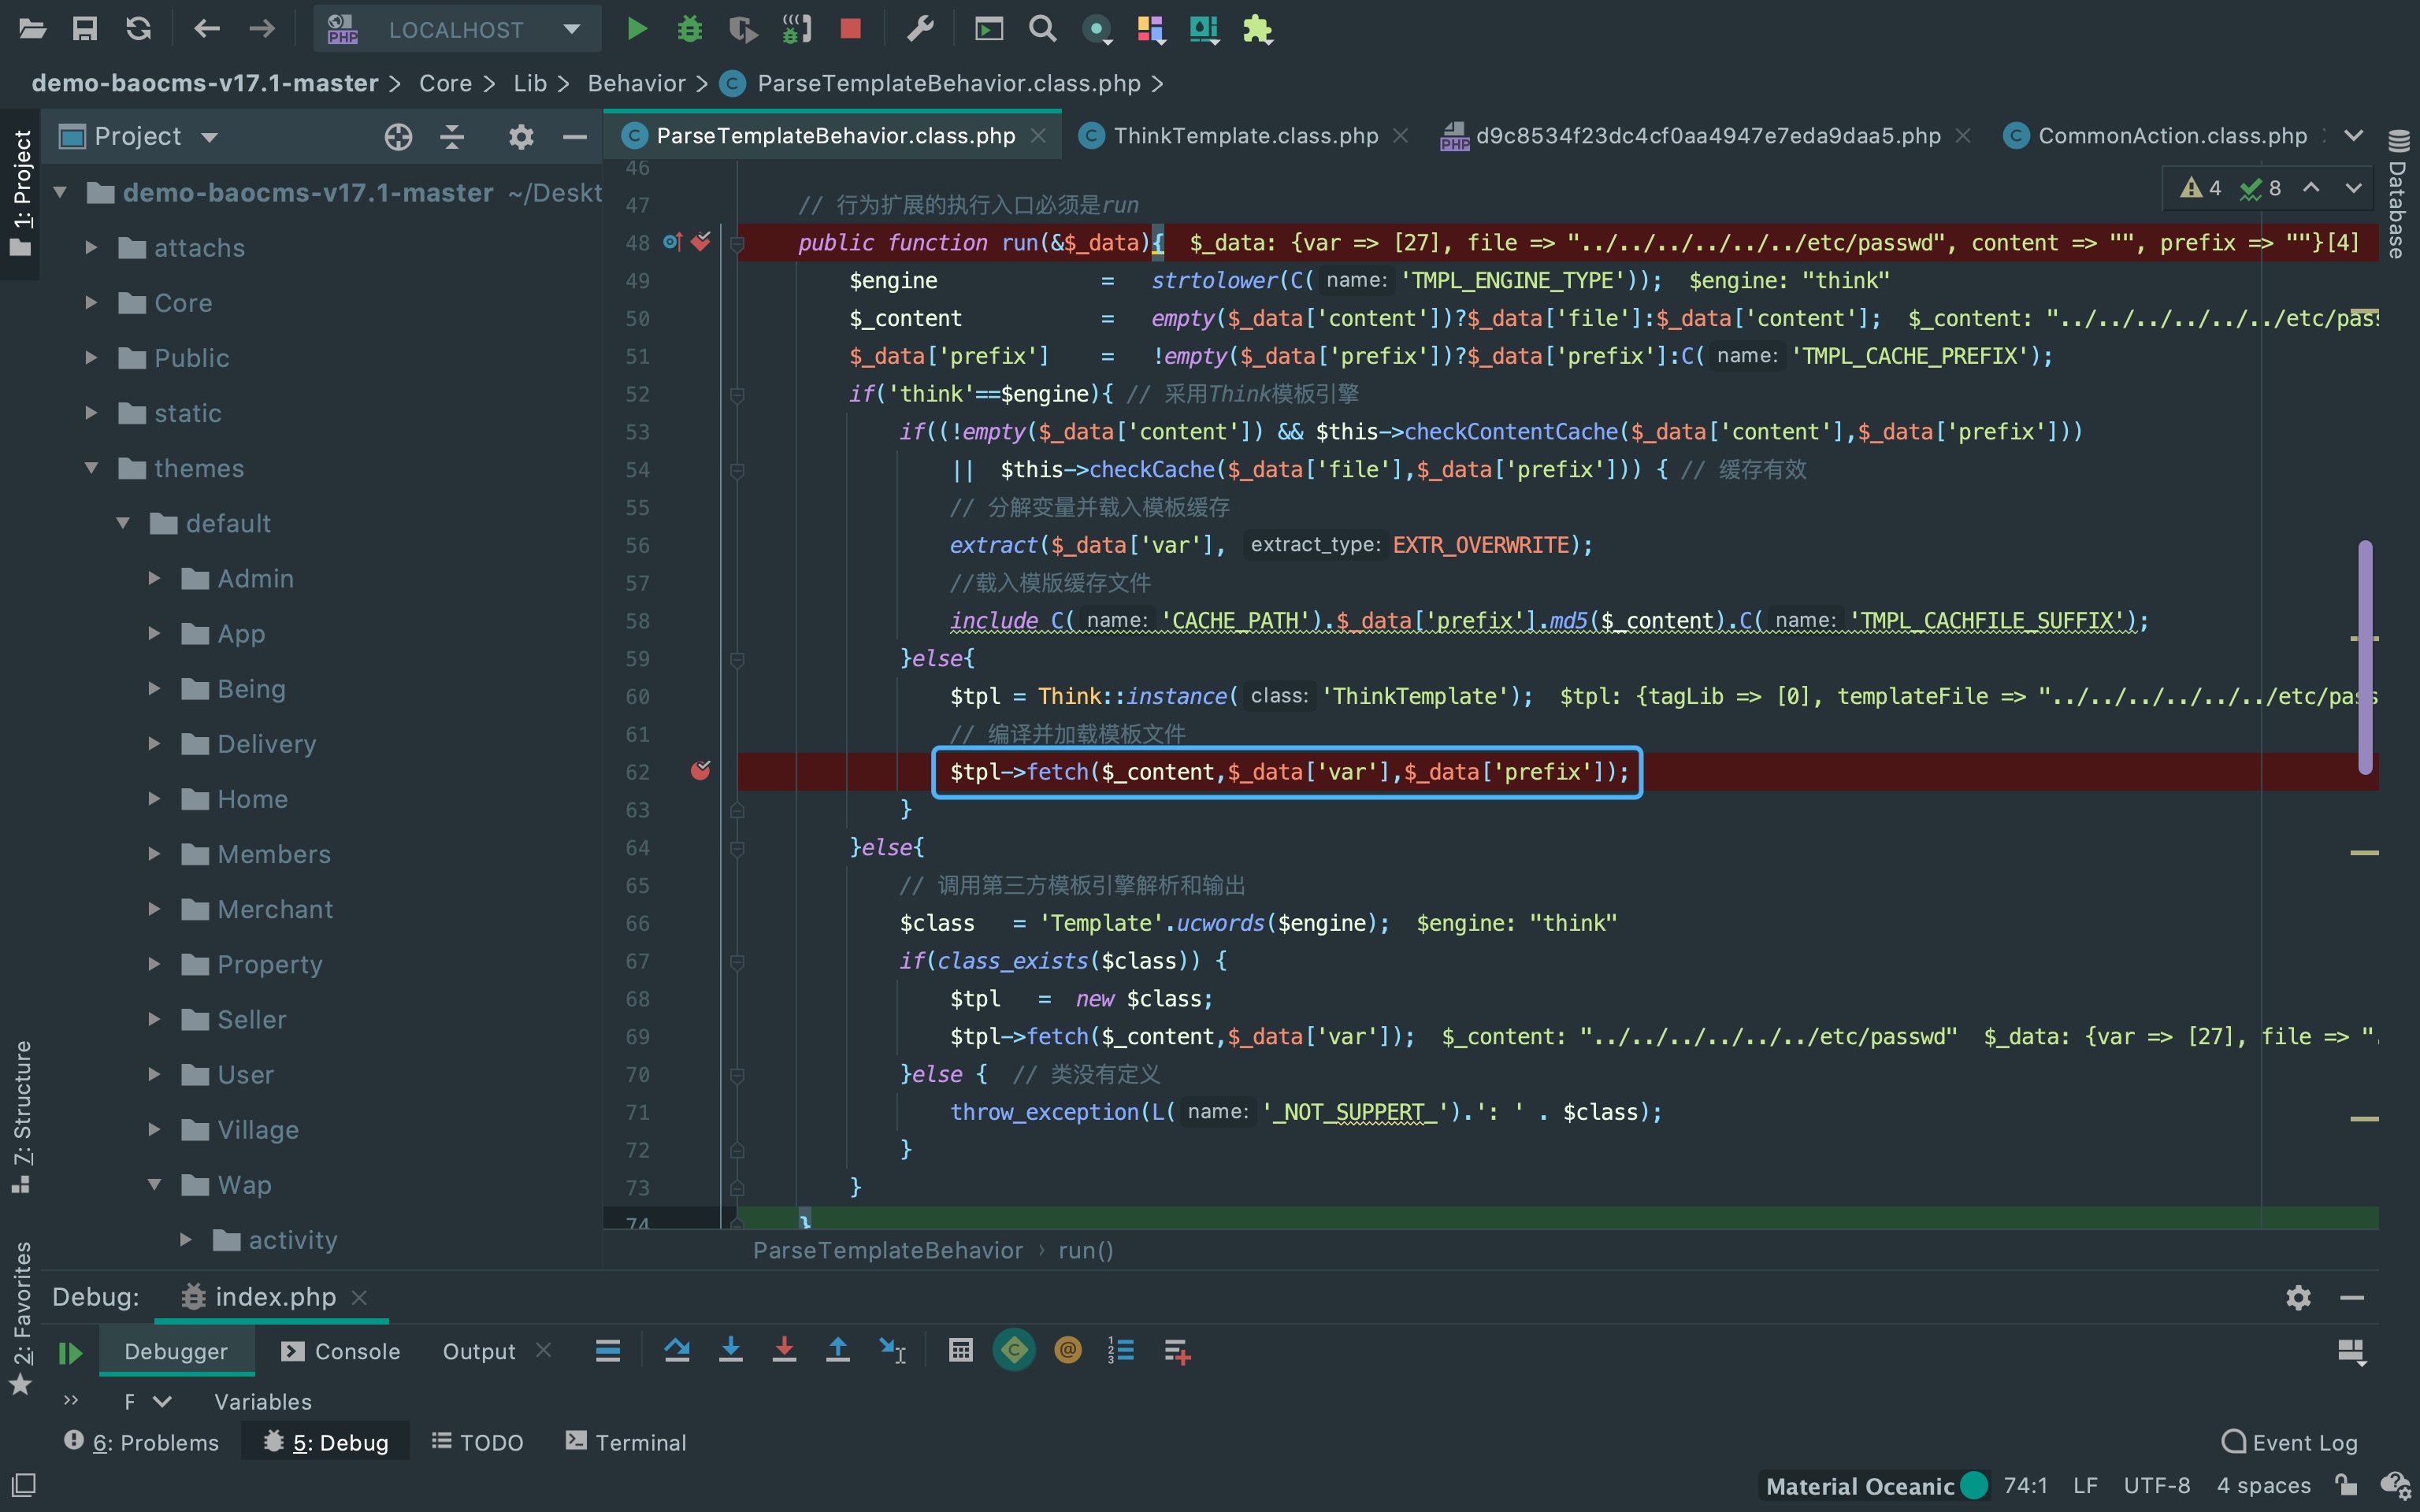 PHP LOCALHOST
demo-baocms-v17.1-master > Core > Lib > Behavior > C ParseTemplateBehavior.class.php >
1: Project
Project
C ParseTemplateBehavior.class.php × C ThinkTemplate.class.php × PHP d9c8534f23dc4cf0aa4947e7eda9daa5.php × C CommonAction.class.php
Database
4 8
demo-baocms-v17.1-master ~/Deskt
attachs
Core
Public
static
themes
default
Admin
App
Being
Delivery
Home
Members
Merchant
Property
Seller
User
Village
Wap
activity
46
47 // 行为扩展的执行入口必须是run
48 public function run(&$_data){ $_data: {var => [27], file => "../../../../../../etc/passwd", content => "", prefix => ""}[4]
49 $engine = strtolower(C( name: 'TMPL_ENGINE_TYPE')); $engine: "think"
50 $_content = empty($_data['content'])?$_data['file']:$_data['content']; $_content: "../../../../../../etc/pass
51 $_data['prefix'] = !empty($_data['prefix'])?$_data['prefix']:C( name: 'TMPL_CACHE_PREFIX');
52 if('think'==$engine){ // 采用Think模板引擎
53 if((!empty($_data['content']) && $this->checkContentCache($_data['content'],$_data['prefix']))
54 || $this->checkCache($_data['file'],$_data['prefix'])) { // 缓存有效
55 // 分解变量并载入模板缓存
56 extract($_data['var'], extract_type: EXTR_OVERWRITE);
57 //载入模版缓存文件
58 include C( name: 'CACHE_PATH').$_data['prefix'].md5($_content).C( name: 'TMPL_CACHFILE_SUFFIX');
59 }else{
60 $tpl = Think::instance( class: 'ThinkTemplate'); $tpl: {tagLib => [0], templateFile => "../../../../../../etc/pass
61 // 编译并加载模板文件
62 $tpl->fetch($_content,$_data['var'],$_data['prefix']);
63 }
64 }else{
65 // 调用第三方模板引擎解析和输出
66 $class = 'Template'.ucwords($engine); $engine: "think"
67 if(class_exists($class)) {
68 $tpl = new $class;
69 $tpl->fetch($_content,$_data['var']); $_content: "../../../../../../etc/passwd" $_data: {var => [27], file => ".
70 }else { // 类没有定义
71 throw_exception(L( name: '_NOT_SUPPERT_').': ' . $class);
72 }
73 }
74 }
ParseTemplateBehavior › run()
7: Structure
2: Favorites
Debug: index.php ×
Debugger Console Output ×
» F Variables
6: Problems 5: Debug TODO Terminal Event Log
Material Oceanic 74:1 LF UTF-8 4 spaces